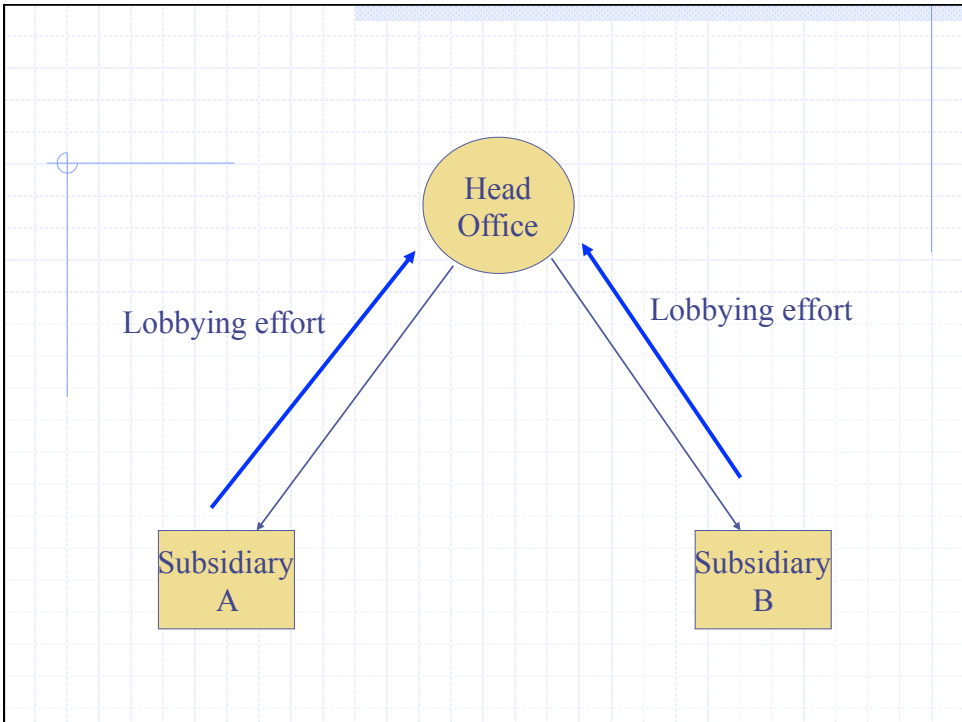 Head
Office
Lobbying effort
Lobbying effort
Subsidiary
A
Subsidiary
B